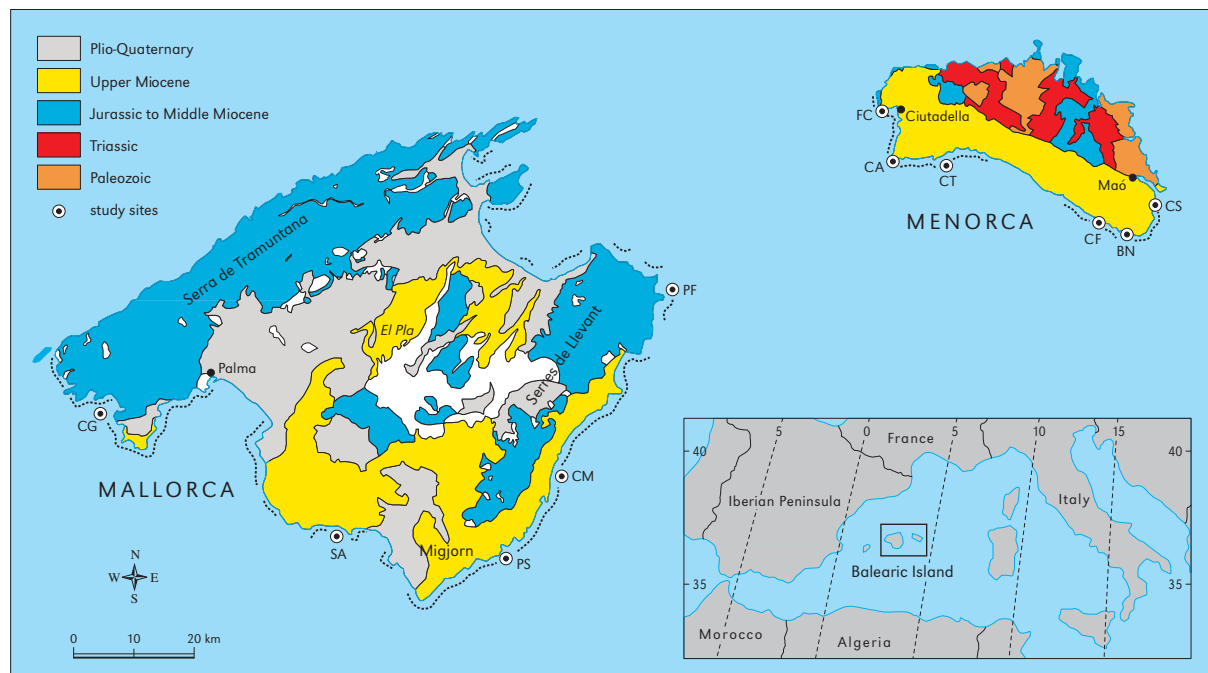 Plio-Quaternary
Upper Miocene
Jurassic to Middle Miocene
Triassic
Paleozoic
study sites
Serra de Tramuntana
El Pla
Palma
Serres de Llevant
PF
CG
MALLORCA
CM
SA
Migjorn
PS
N
W E
S
0 10 20 km
FC
Ciutadella
CA
CT
Maó
MENORCA
CS
CF
BN
5 0 France 5 10 15
40 40
Iberian Peninsula
Italy
Balearic Island
35 35
Morocco
Algeria